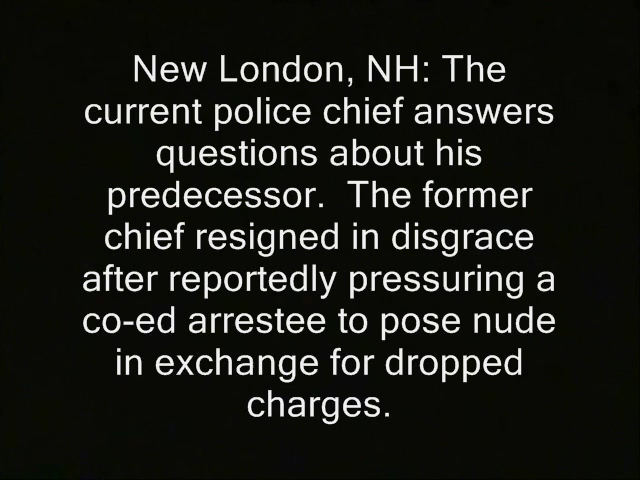 New London, NH: The
current police chief answers
questions about his
predecessor.  The former
chief resigned in disgrace
after reportedly pressuring a
co-ed arrestee to pose nude
in exchange for dropped
charges.